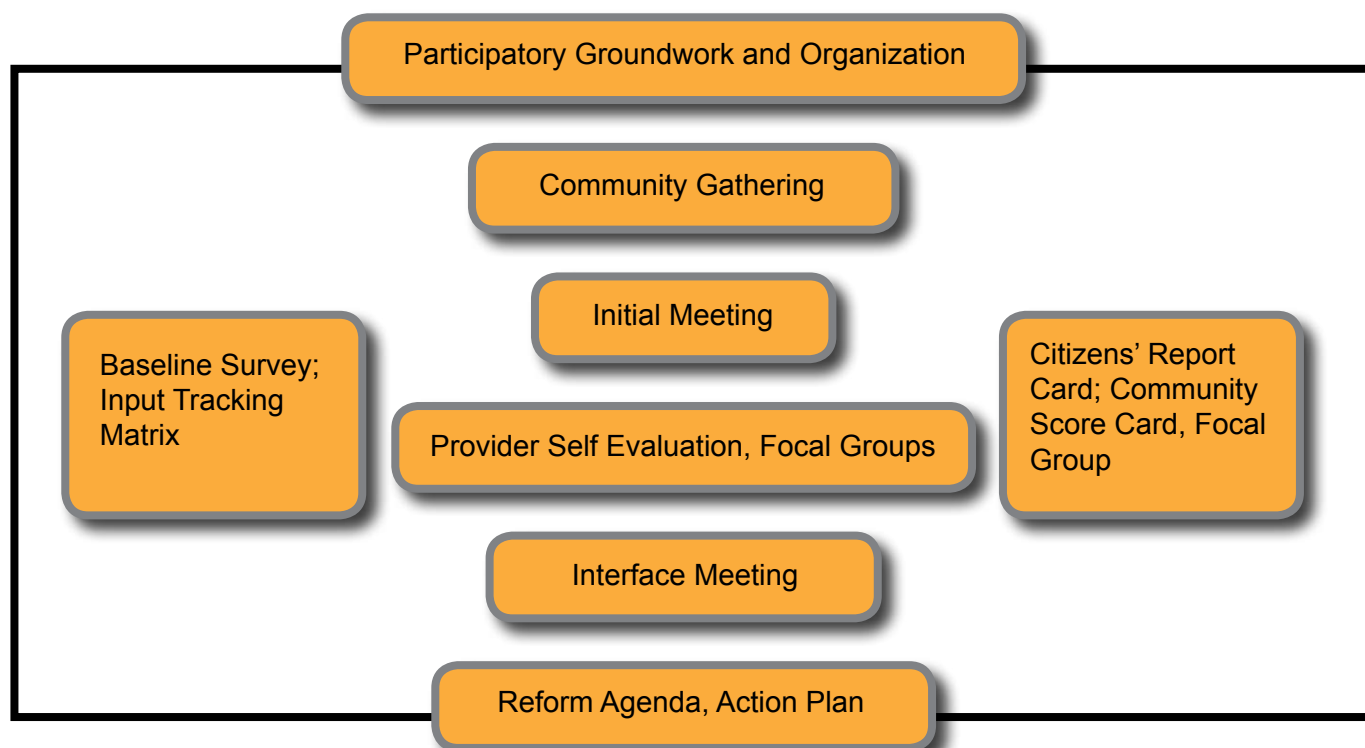 Participatory Groundwork and Organization
Community Gathering
Initial Meeting
Baseline Survey;
Input Tracking
Matrix
Provider Self Evaluation, Focal Groups
Citizens’ Report
Card; Community
Score Card, Focal
Group
Interface Meeting
Reform Agenda, Action Plan